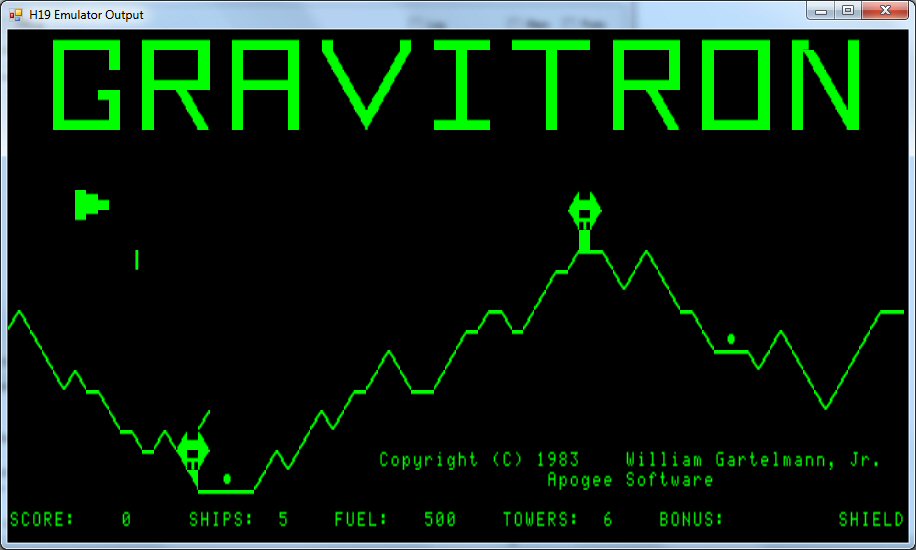 H19 Emulator Output
GRAVITRON
Copyright (C) 1983 William Gartelmann, Jr.
Apogee Software
SCORE: 0 SHIPS: 5 FUEL: 500 TOWERS: 6 BONUS: SHIELD